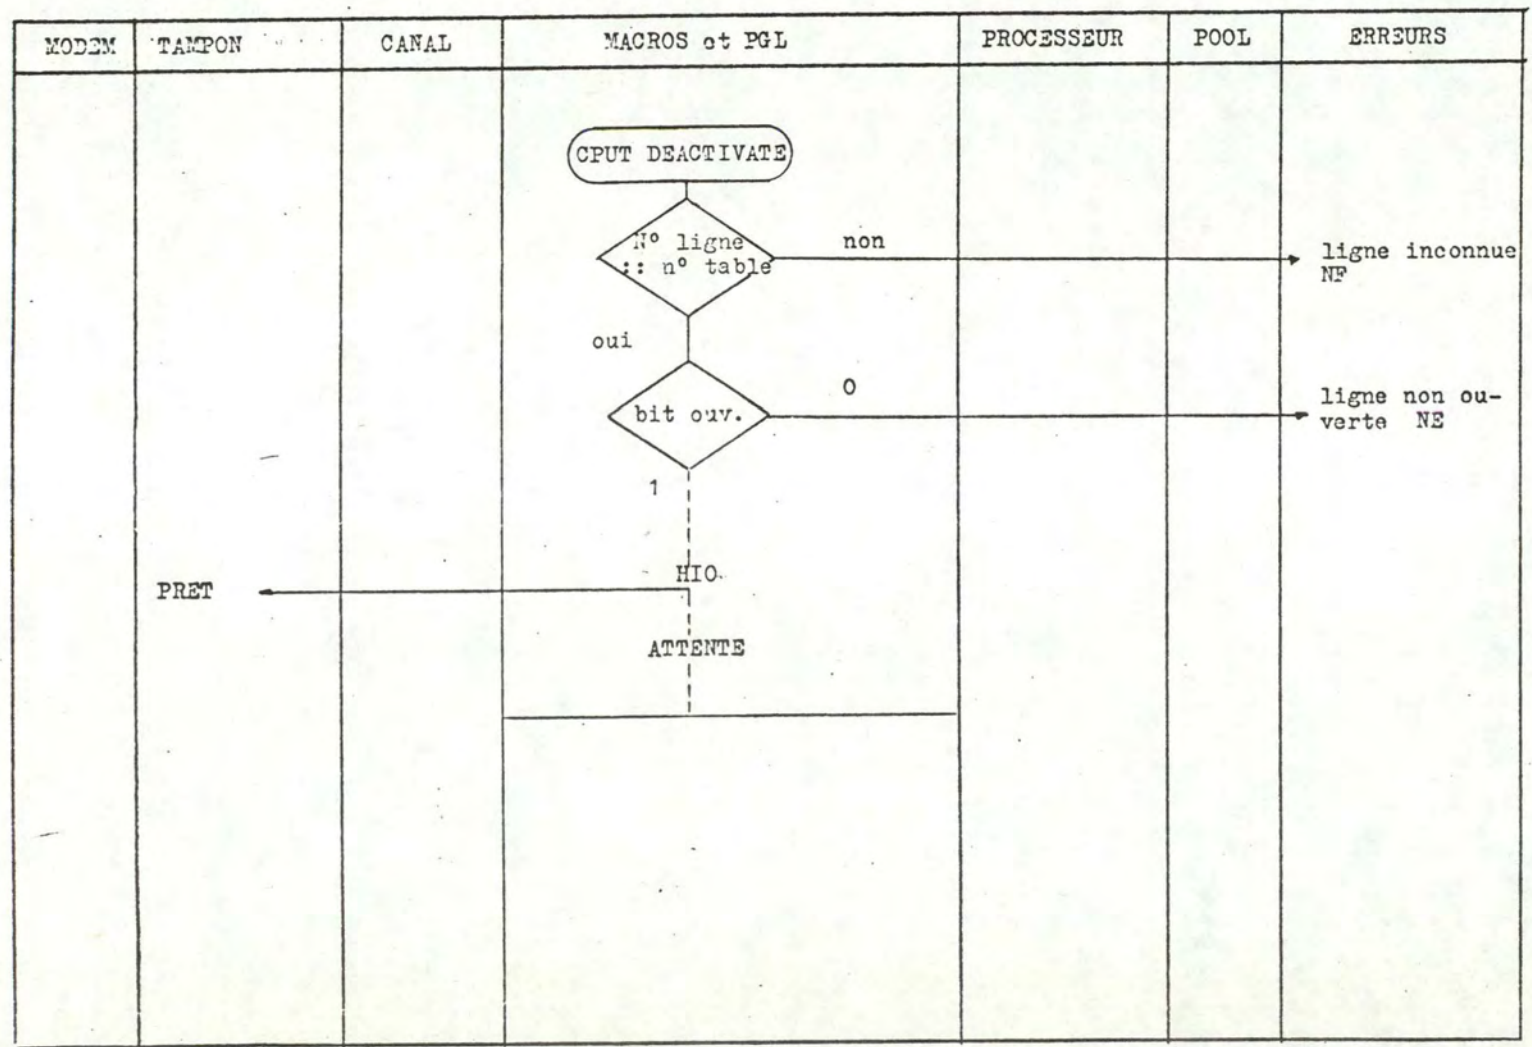 MODEM TAMPON CANAL MACROS et PGL PROCESSEUR POOL ERREURS
CPUT DEACTIVATE
N° ligne
:: n° table
non
ligne inconnue
NF
oui
bit ouv.
0
ligne non ou-
verte NE
1
HIO
PRET
ATTENTE